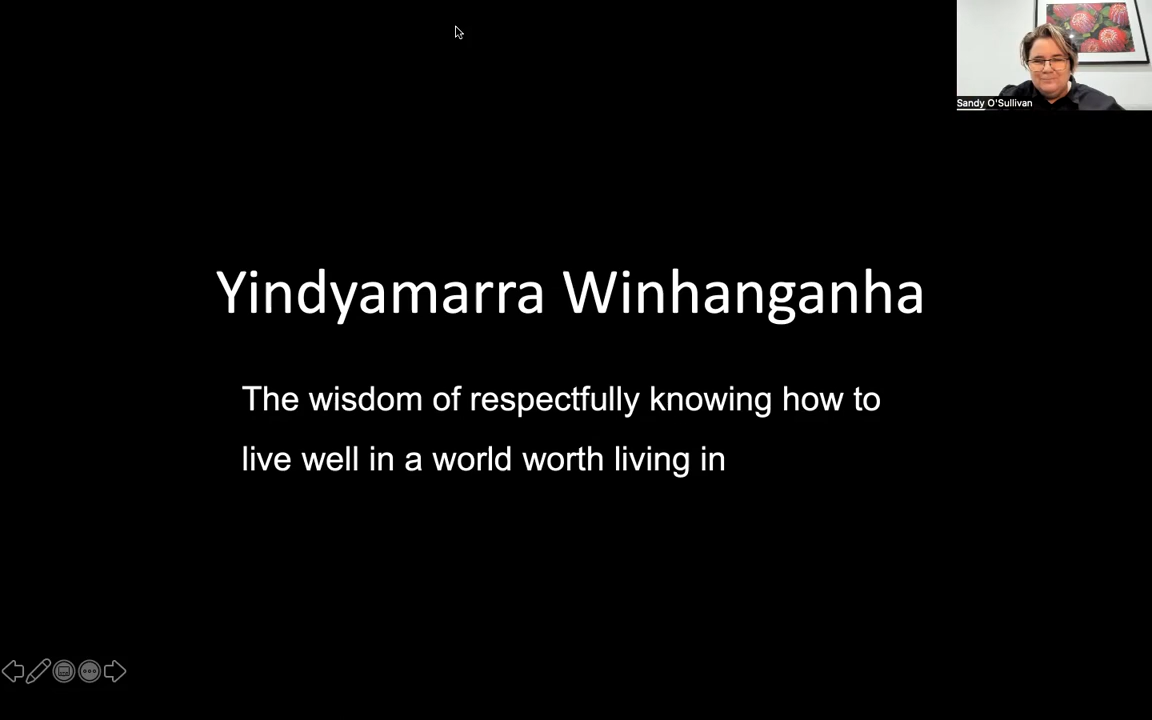 Sandy O'Sullivan
Yindyamarra Winhanganha
The wisdom of respectfully knowing how to
live well in a world worth living in